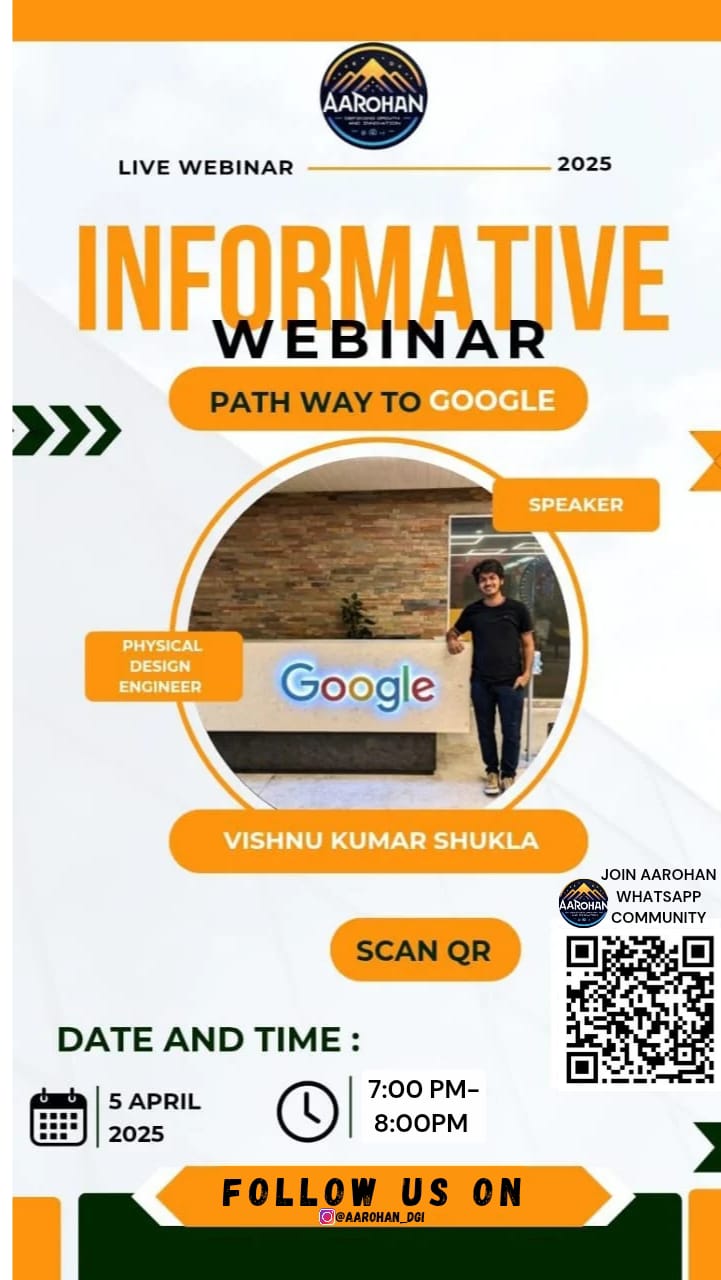 AAROHAN
LIVE WEBINAR
2025
INFORMATIVE
WEBINAR
PATH WAY TO GOOGLE
SPEAKER
PHYSICAL
DESIGN
ENGINEER
Google
VISHNU KUMAR SHUKLA
JOIN AAROHAN
WHATSAPP
COMMUNITY
AAROHAN
SCAN QR
DATE AND TIME :
5 APRIL
2025
7:00 PM-
8:00PM
FOLLOW US ON
@AAROHAN_DGI